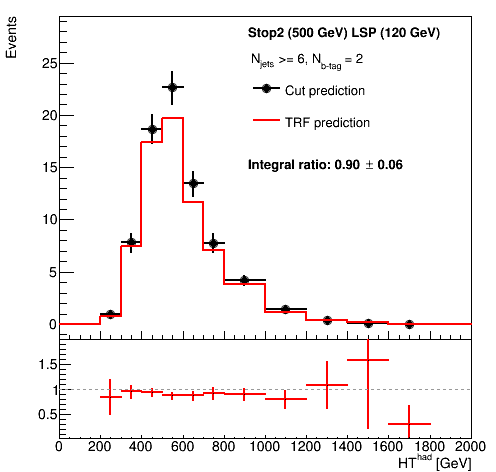 Events
Stop2 (500 GeV) LSP (120 GeV)
N_jets >= 6, N_b-tag = 2
Cut prediction
TRF prediction
Integral ratio: 0.90 ± 0.06
25
20
15
10
5
0
1.5
1
0.5
0 200 400 600 800 1000 1200 1400 1600 1800 2000
HT^had [GeV]